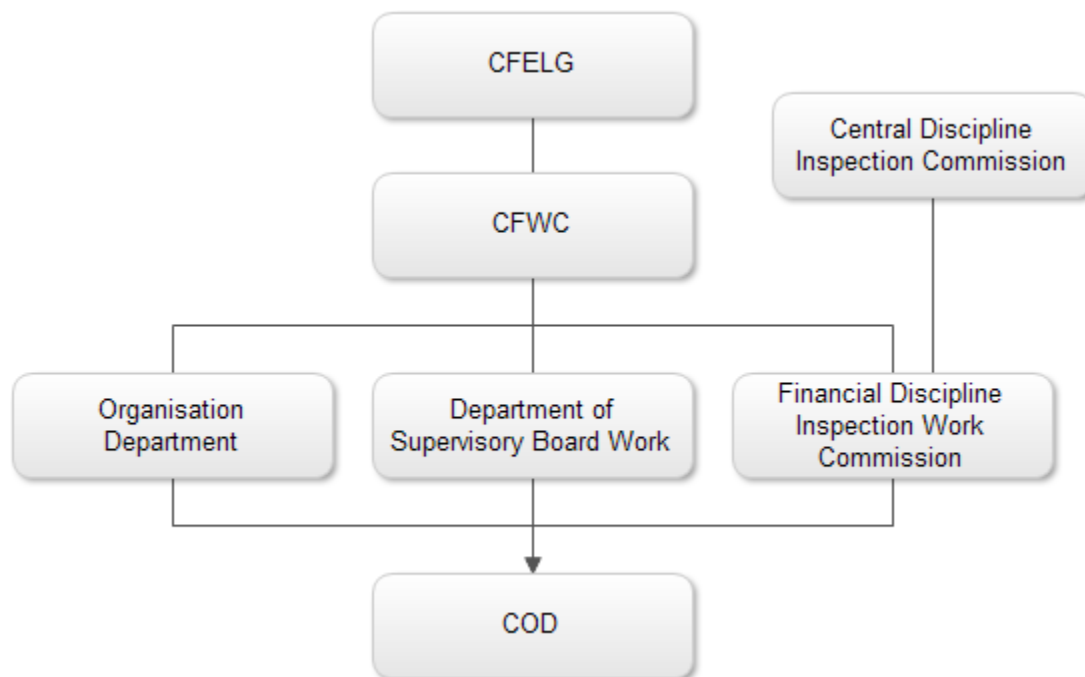 CFELG
Central Discipline
Inspection Commission
CFWC
Organisation
Department
Department of
Supervisory Board Work
Financial Discipline
Inspection Work
Commission
COD